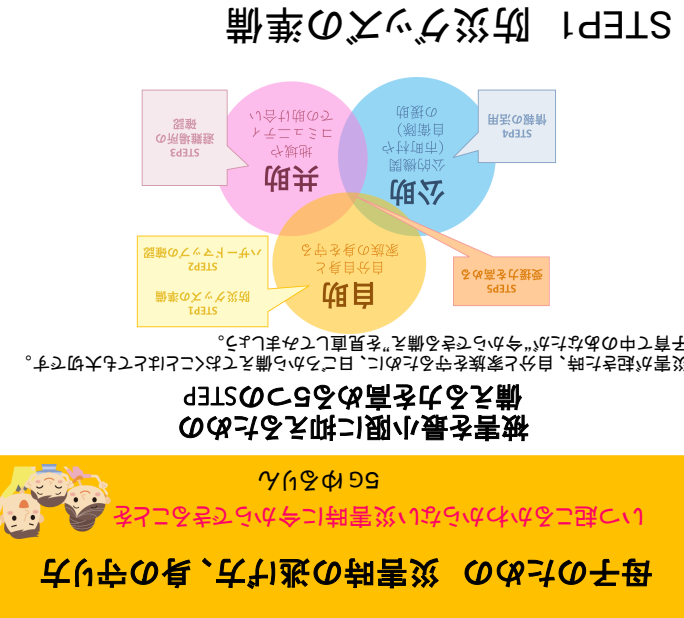 母子のための 災害時の逃げ方、身の守り方
いつ起こるかわからない災害時に今からできることを
5G ゆるりん
被害を最小限に抑えるための
備える力を高める5つのSTEP
災害が起きた時、自分と家族を守るために、日ごろから備えておくことはとても大切です。
子育て中のあなたが“今からできる備え”を見直してみましょう。
自助
自分自身と
家族の身を守る
STEP1
防災グッズの準備
STEP2
ハザードマップの確認
STEP5
受援力を高める
公助
公的公機関
（市町村や
自衛隊）
の援助
共助
地域や
コミュニティ
での助け合い
STEP3
避難場所の
確認
STEP4
情報の活用
STEP1 防災グッズの準備